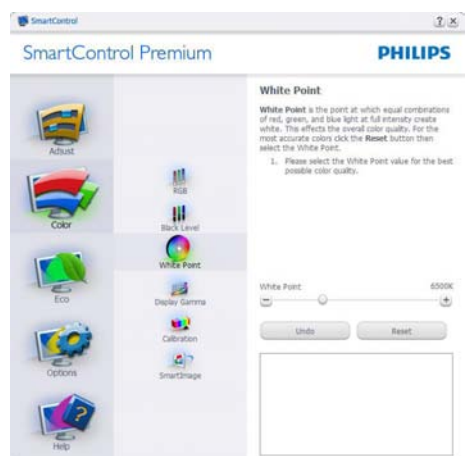 SmartControl
SmartControl Premium
PHILIPS
Adjust
Color
Eco
Options
Help
RGB
Black Level
White Point
Display Gamma
Calibration
SmartImage
White Point
White Point is the point at which equal combinations
of red, green, and blue light at full intensity create
white. This effects the overall color quality. For the
most accurate colors click the Reset button then
select the White Point.
1. Please select the White Point value for the best
possible color quality.
White Point 6500K
Undo Reset